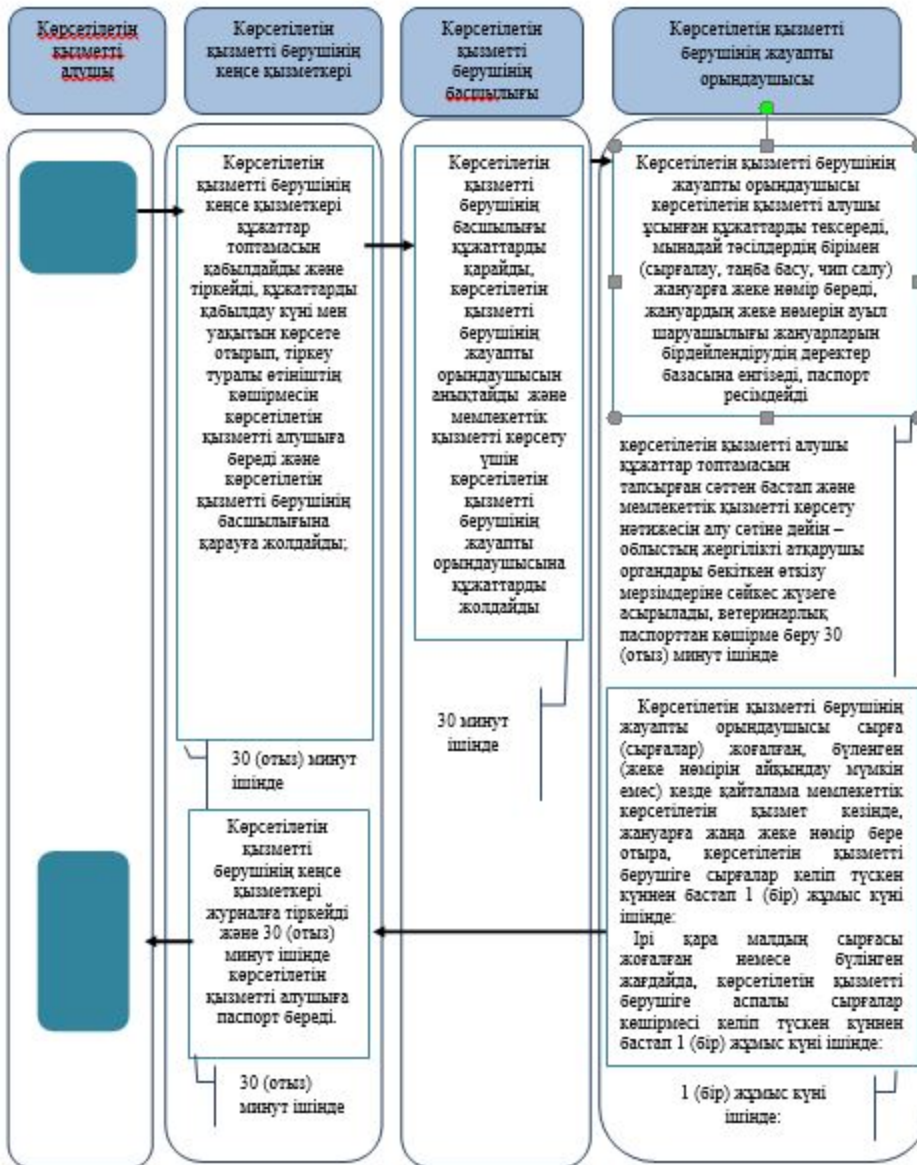 Көрсетілетін
қызметті
алушы
Көрсетілетін
қызметті берушінің
кеңсе қызметкері
Көрсетілетін
қызметті
берушінің
басшылығы
Көрсетілетін қызметті
берушінің жауапты
орындаушысы
Көрсетілетін
қызметті берушінің
кеңсе қызметкері
құжаттар
топтамасын
қабылдайды және
тіркейді, құжаттарды
қабылдау күні мен
уақытын көрсете
отырып, тіркеу
туралы өтініштің
көшірмесін
көрсетілетін
қызметті алушыға
береді және
көрсетілетін
қызметті берушінің
басшылығына
қарауға жолдайды;
30 (отыз) минут
ішінде
Көрсетілетін
қызметті
берушінің
басшылығы
құжаттарды
қарайды,
көрсетілетін
қызметті
берушінің
жауапты
орындаушысын
анықтайды және
мемлекеттік
қызметті көрсету
үшін
көрсетілетін
қызметті
берушінің
жауапты
орындаушысына
құжаттарды
жолдайды
30 минут
ішінде
Көрсетілетін қызметті берушінің
жауапты орындаушысы
көрсетілетін қызметті алушы
ұсынған құжаттарды тексереді,
мынадай тәсілдердің бірімен
(сырғалау, таңба басу, чип салу)
жануарға жеке нөмір береді,
жануардың жеке нөмерін ауыл
шаруашылығы жануарларын
бірдейлендірудің деректер
базасына енгізеді, паспорт
ресімдейді
көрсетілетін қызметті алушы
құжаттар топтамасын
тапсырған сәттен бастап және
мемлекеттік қызметті көрсету
нәтижесін алу сәтіне дейін –
облыстың жергілікті атқарушы
органдары бекіткен өткізу
мерзімдеріне сәйкес жүзеге
асырылады, ветеринарлық
паспорттан көшірме беру 30
(отыз) минут ішінде
Көрсетілетін қызметті берушінің
жауапты орындаушысы сырға
(сырғалар) жоғалған, бүленген
(жеке нөмірін айқындау мүмкін
емес) кезде қайталама мемлекеттік
көрсетілетін қызмет кезінде,
жануарға жаңа жеке нөмір бере
отыра, көрсетілетін қызметті
берушіге сырғалар келіп түскен
күннен бастап 1 (бір) жұмыс күні
ішінде:
Ірі қара малдың сырғасы
жоғалған немесе бүлінген
жағдайда, көрсетілетін қызметті
берушіге аспалы сырғалар
көшірмесі келіп түскен күннен
бастап 1 (бір) жұмыс күні ішінде:
1 (бір) жұмыс күні
ішінде:
Көрсетілетін
қызметті
берушінің кеңсе
қызметкері
журналға тіркейді
және 30 (отыз)
минут ішінде
көрсетілетін
қызметті алушыға
паспорт береді.
30 (отыз)
минут ішінде